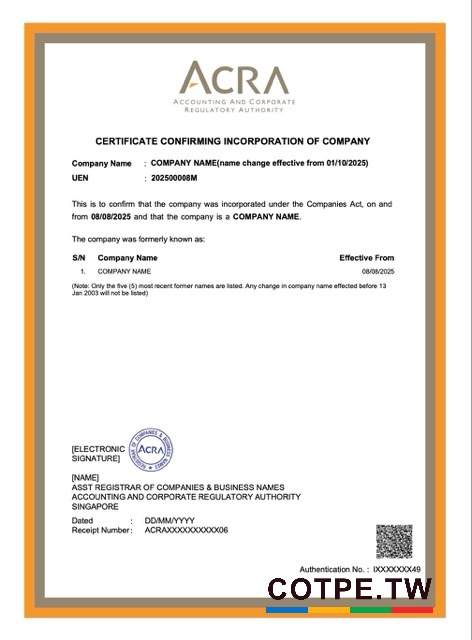 ACRA
ACCOUNTING AND CORPORATE
REGULATORY AUTHORITY
CERTIFICATE CONFIRMING INCORPORATION OF COMPANY
Company Name : COMPANY NAME(name change effective from 01/10/2025)
UEN : 202500008M
This is to confirm that the company was incorporated under the Companies Act, on and
from 08/08/2025 and that the company is a COMPANY NAME.
The company was formerly known as:
S/N Company Name Effective From
1. COMPANY NAME 08/08/2025
(Note: Only the five (5) most recent former names are listed. Any change in company name effected before 13
Jan 2003 will not be listed)
[ELECTRONIC
SIGNATURE]
REGISTRAR OF COMPANIES & BUSINESS NAMES
ACRA
[NAME]
ASST REGISTRAR OF COMPANIES & BUSINESS NAMES
ACCOUNTING AND CORPORATE REGULATORY AUTHORITY
SINGAPORE
Dated : DD/MM/YYYY
Receipt Number : ACRAXXXXXXXXXX06
Authentication No. : IXXXXXXX49
COTPE.TW